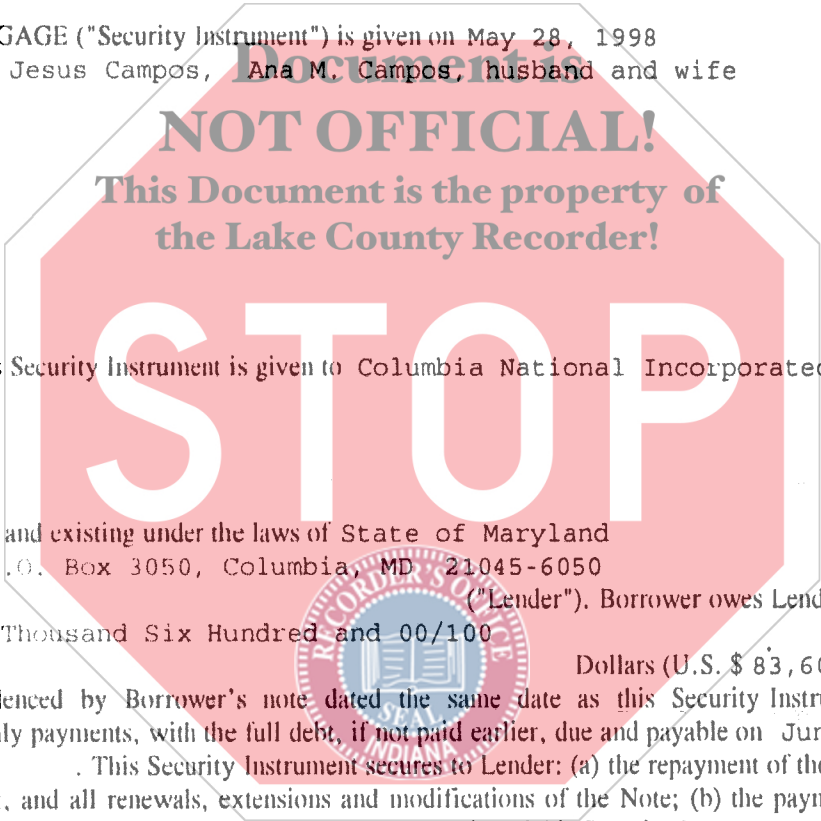 GAGE ("Security Instrument") is given on May 28, 1998
Jesus Campos, Ana M. Campos, husband and wife
Document is
NOT OFFICIAL!
This Document is the property of
the Lake County Recorder!
STOP
Security Instrument is given to Columbia National Incorporated
and existing under the laws of State of Maryland
.O. Box 3050, Columbia, MD 21045-6050
("Lender"). Borrower owes Lend
Thousand Six Hundred and 00/100
Dollars (U.S. $ 83,60
denced by Borrower's note dated the same date as this Security Instru
ly payments, with the full debt, if not paid earlier, due and payable on Jun
. This Security Instrument secures to Lender: (a) the repayment of the
, and all renewals, extensions and modifications of the Note; (b) the paym
RECORDER'S OFFICE
SEAL
INDIANA